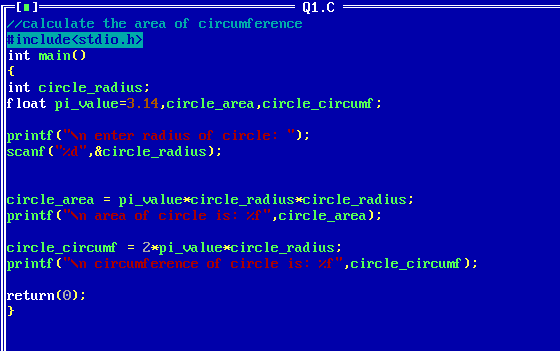 [■] Q1.C
//calculate the area of circumference
#include<stdio.h>
int main()
{
int circle_radius;
float pi_value=3.14,circle_area,circle_circumf;
printf("\n enter radius of circle: ");
scanf("%d",&circle_radius);
circle_area = pi_value*circle_radius*circle_radius;
printf("\n area of circle is: %f",circle_area);
circle_circumf = 2*pi_value*circle_radius;
printf("\n circumference of circle is: %f",circle_circumf);
return(0);
}